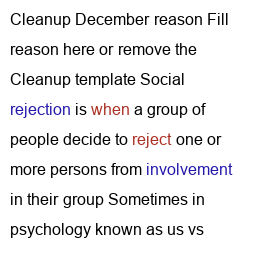 Cleanup December reason Fill
reason here or remove the
Cleanup template Social
rejection is when a group of
people decide to reject one or
more persons from involvement
in their group Sometimes in
psychology known as us vs